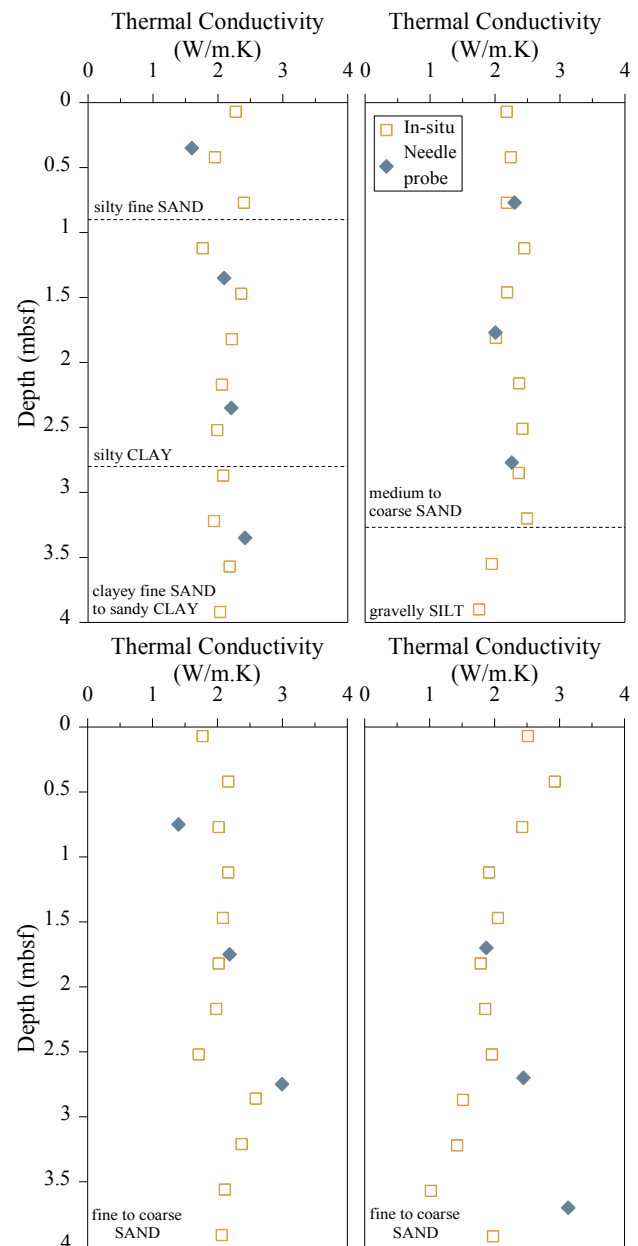 Thermal Conductivity
(W/m.K)
0 1 2 3 4
Thermal Conductivity
(W/m.K)
0 1 2 3 4
Depth (mbsf)
0
0.5
1
1.5
2
2.5
3
3.5
4
silty fine SAND
silty CLAY
clayey fine SAND
to sandy CLAY
In-situ
Needle
probe
medium to
coarse SAND
gravelly SILT
Thermal Conductivity
(W/m.K)
0 1 2 3 4
Thermal Conductivity
(W/m.K)
0 1 2 3 4
Depth (mbsf)
0
0.5
1
1.5
2
2.5
3
3.5
4
fine to coarse
SAND
fine to coarse
SAND